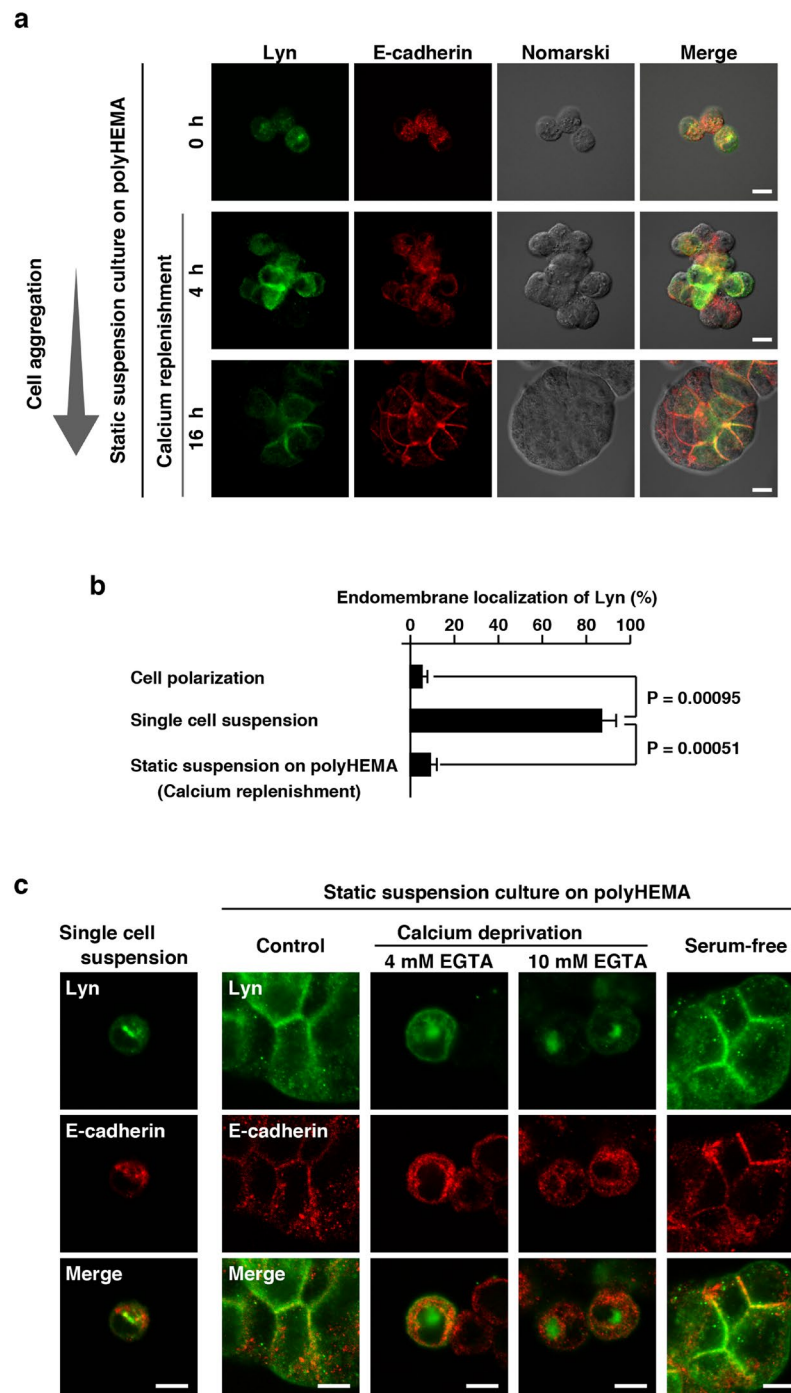 a
Lyn
E-cadherin
Nomarski
Merge
Cell aggregation
Static suspension culture on polyHEMA
Calcium replenishment
0 h
4 h
16 h
b
Endomembrane localization of Lyn (%)
0 20 40 60 80 100
Cell polarization
Single cell suspension
Static suspension on polyHEMA
(Calcium replenishment)
P = 0.00095
P = 0.00051
c
Static suspension culture on polyHEMA
Single cell
suspension
Control
Calcium deprivation
4 mM EGTA
10 mM EGTA
Serum-free
Lyn
Lyn
E-cadherin
E-cadherin
Merge
Merge